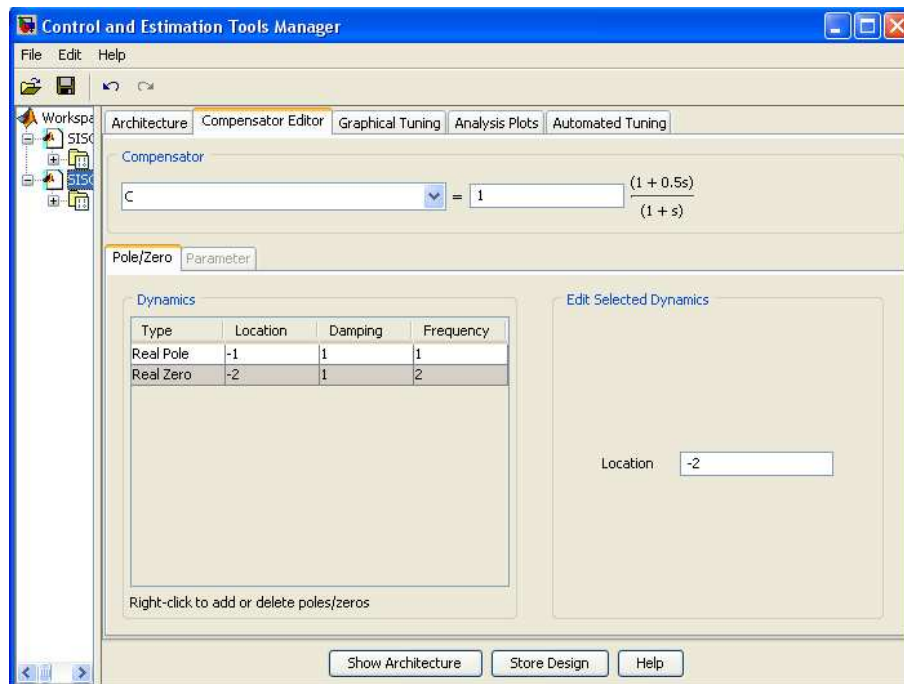 Control and Estimation Tools Manager
File Edit Help
Workspa
SISO
SISO
Architecture Compensator Editor Graphical Tuning Analysis Plots Automated Tuning
Compensator
C = 1 (1 + 0.5s)
(1 + s)
Pole/Zero Parameter
Dynamics
Type Location Damping Frequency
Real Pole -1 1 1
Real Zero -2 1 2
Right-click to add or delete poles/zeros
Edit Selected Dynamics
Location -2
Show Architecture Store Design Help